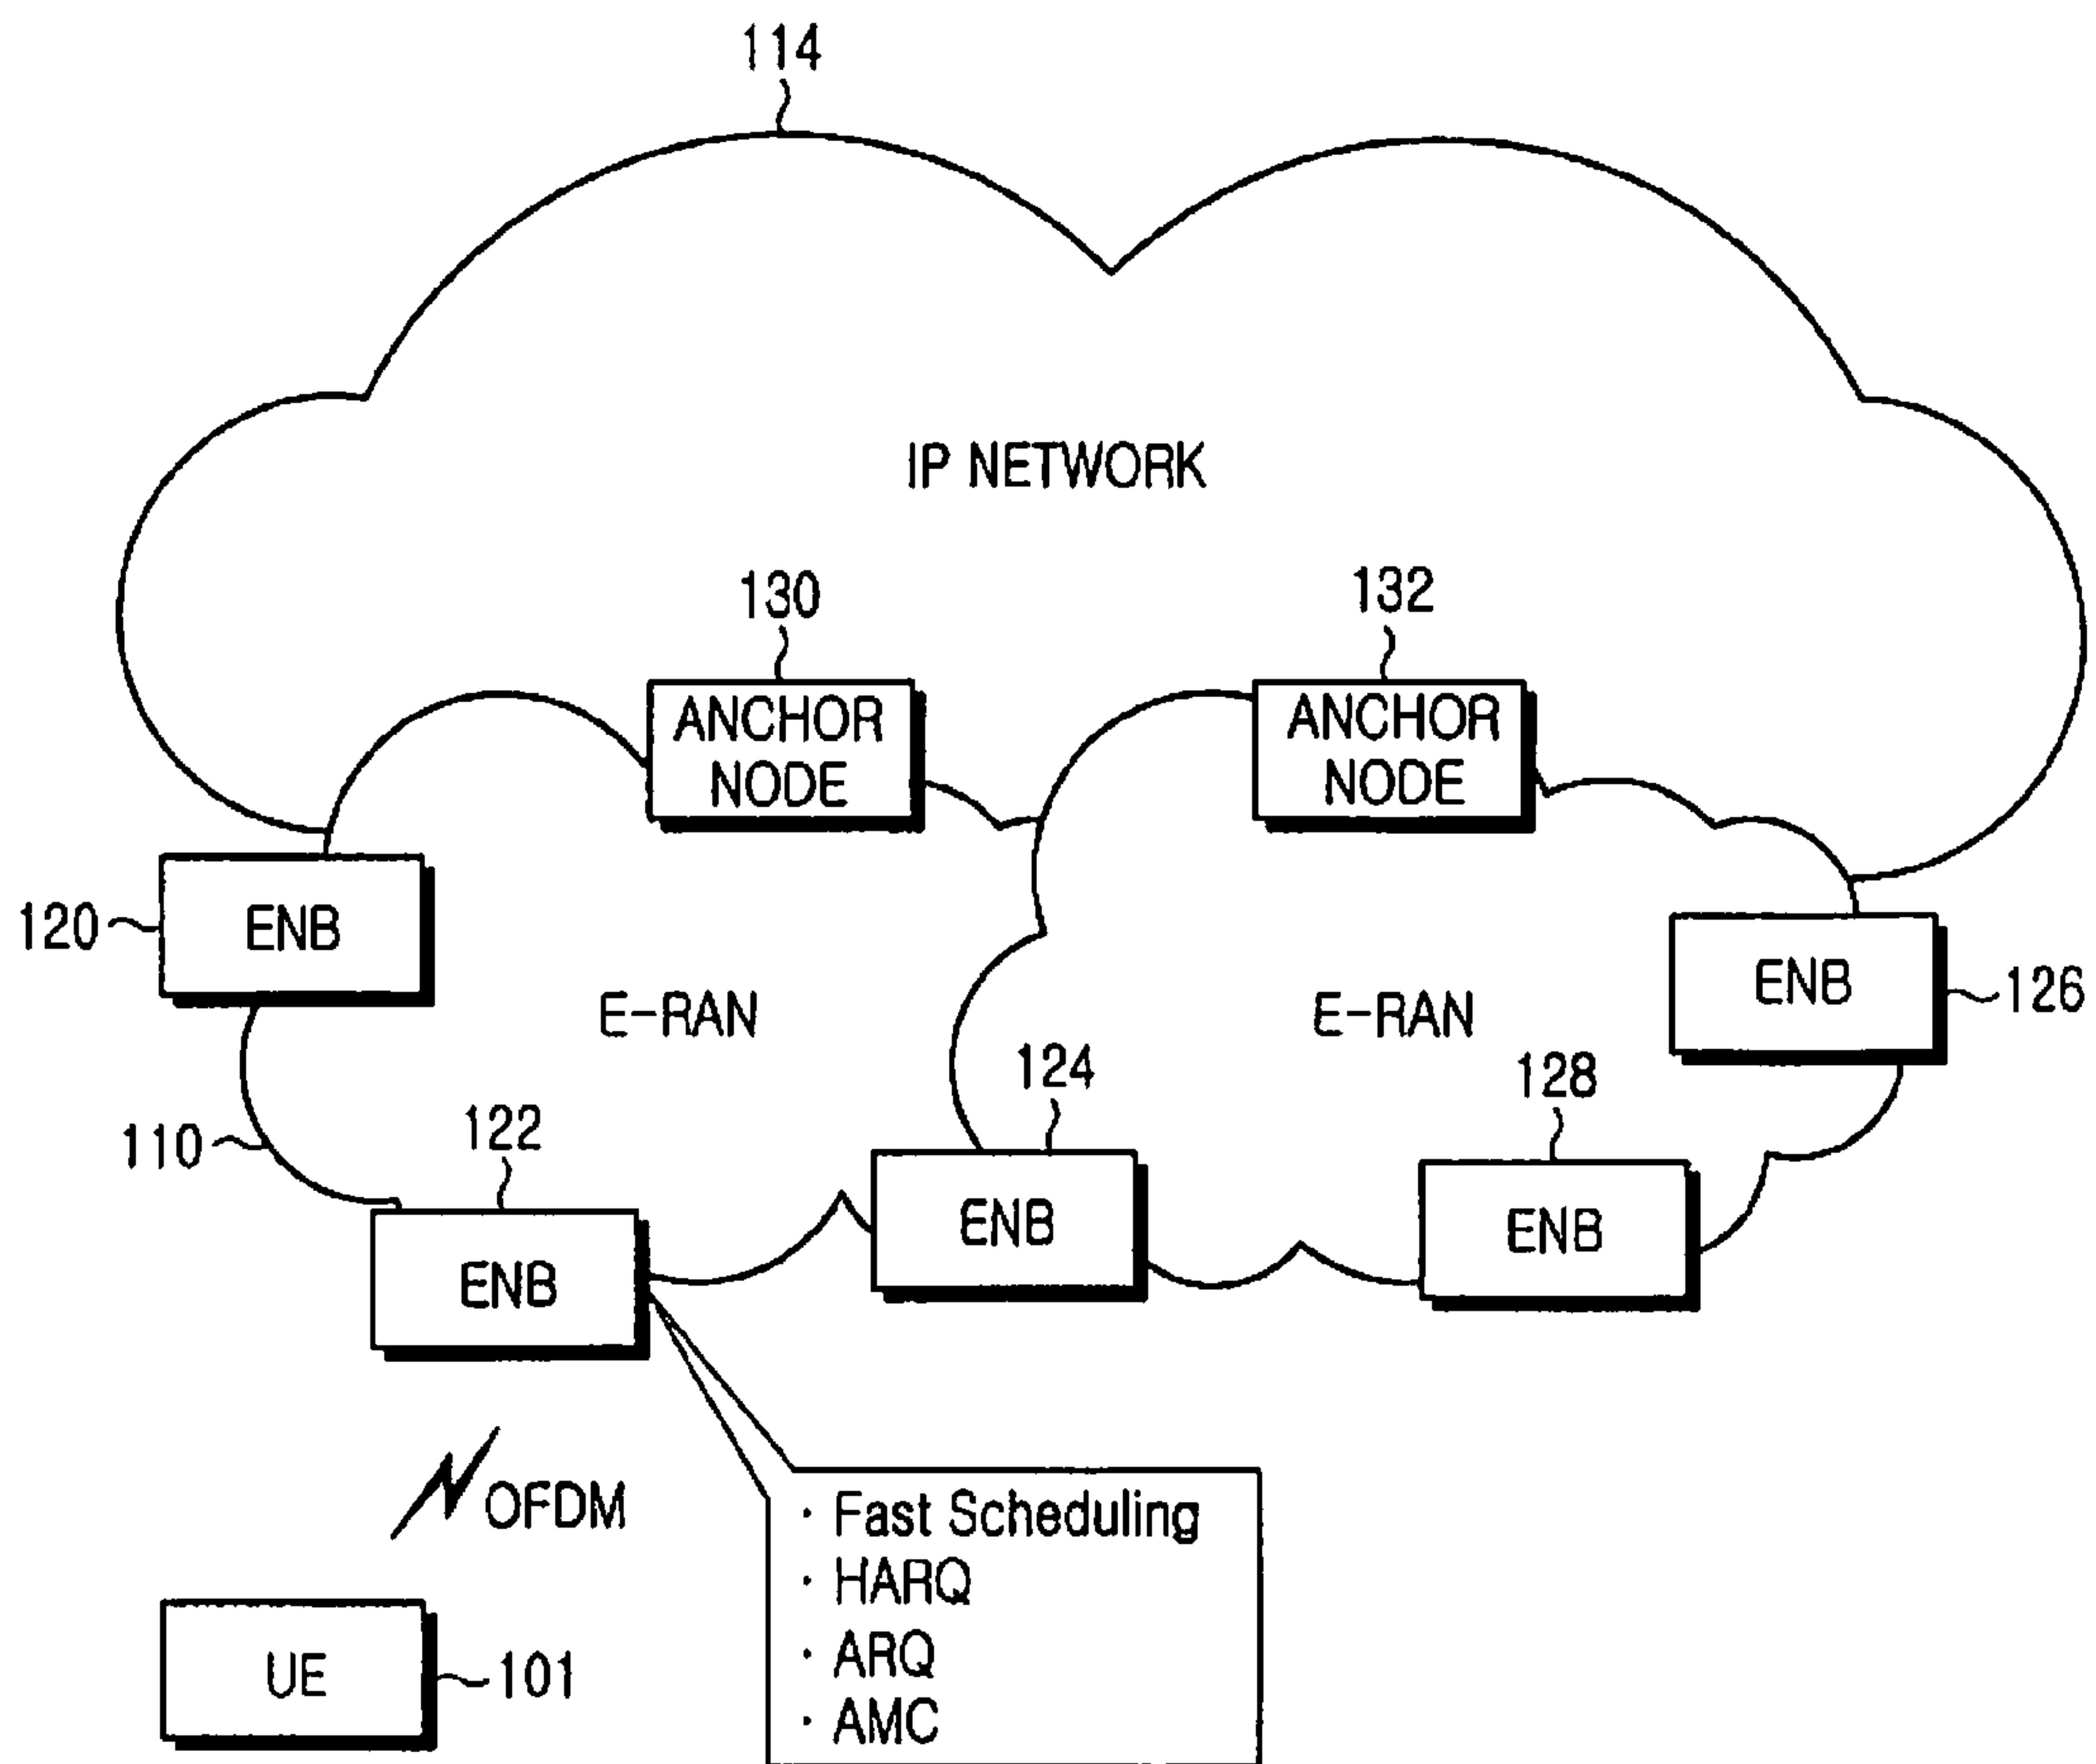 114
IP NETWORK
130
132
ANCHOR
NODE
ANCHOR
NODE
120
ENB
E-RAN
E-RAN
ENB
126
124
128
110
122
ENB
ENB
ENB
OFDM
· Fast Scheduling
· HARQ
· ARQ
· AMC
UE
101